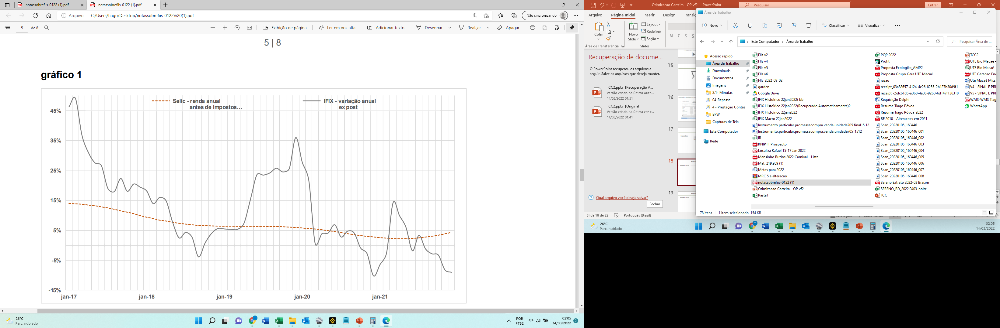 notassobrefiis-0122 (1).pdf
notassobrefiis-0122 (1).pdf
Arquivo
C:/Users/tiago/Desktop/notassobrefiis-0122%20(1).pdf
Não sincronizando
5
de 8
Exibição de página
Ler em voz alta
Adicionar texto
Desenhar
Realçar
Apagar
5 | 8
gráfico 1
Selic - renda anual
antes de impostos...
IFIX - variação anual
ex post
45%
35%
25%
15%
5%
-5%
-15%
jan-17
jan-18
jan-19
jan-20
jan-21
26°C
Parc. nublado
POR
PTB2
02:05
14/03/2022
2
Otimizacao Carteira - OP vf2 - PowerPoint
Pesquisar
Entrar
Arquivo
Página Inicial
Inserir
Design
Transiç
Colar
Novo
Slide
Layout
Redefinir
Seção
N I S S
Área de Transferência
Slides
Recuperação de docume...
O PowerPoint recuperou os arquivos a
seguir. Salve os arquivos que deseja manter.
TCC2.pptx [Recuperação A...
Versão criada na última Auto...
14/03/2022 01:51
TCC2.pptx [Original]
Versão criada na última vez e...
14/03/2022 01:41
Qual arquivo você deseja salvar?
Fechar
15
16
17
18
19
Slide 18 de 22
Português (Brasil)
Área de Trabalho
Novo
Classificar
Visualizar
Este Computador
Área de Trabalho
Pesquisar Área de ...
Acesso rápido
Área de Trabalho
Downloads
Documentos
Imagens
2.1- Minutas
04-Repasse
4 - Prestação Contas
BFW
Capturas de Tela
Este Computador
Rede
FIIs v2
FIIs v4
FIIs v5
FIIs v6
FIIs_2022_09_02
garden
Google Drive
IFIX Histoìrico 22jan2022( bb
IFIX Histoìrico 22jan2022(Recuperado Automaticamente)2
IFIX Histoìrico 22jan2022
IFIX Macro 22jan2022
Instrumento.particular.promessacompra.venda.unidade705.final15.12
Instrumento.particular.promessacompra.venda.unidade705_1512
IR
KNIP11 Prospecto
Localiza Rafael 15-17 Jan 2022
Mansinho Buzios 2022 Carnival - Lista
Mat. 219.959 (1)
Metas para 2022
MRC 5 a alteracao
notassobrefiis-0122 (1)
Otimizacao Carteira - OP vf2
Pasta1
PQP 2022
Profit
Proposta Ecologika_AMP2
Proposta Grupo Gera UTE Macaé
razao
receipt_03a88657-4124-4e26-8255-2b127b30d9f1
receipt_c5dc61d6-a0b8-4a0c-92b0-6d147f136318
Requisição Delphi
Resume Tiago Póvoa
Resume Tiago Póvoa_2022
RF 2010 - Alteracoes em 2021
Scan_20220105_160446
Scan_20220105_160446_001
Scan_20220105_160446_002
Scan_20220105_160446_003
Scan_20220105_160446_004
Scan_20220105_160446_005
Scan_20220105_160446_006
Scan_20220105_160446_007
Scan_20220105_160446_008
Sereno Extrato 2022-03 Brasim
SERENO_BD_2022 0403-noite
TCC
TCC2
UTE Bio Macaé -
UTE Bio Macaé -
UTE Geracao En
Ute Macaé Miss
V4 - SINAL E PRI
V5 - SINAL E PRI
WAIS-WMS TIag
WhatsApp
78 itens
1 item selecionado 154 KB
26°C
Parc. nublado
02:05
14/03/2022